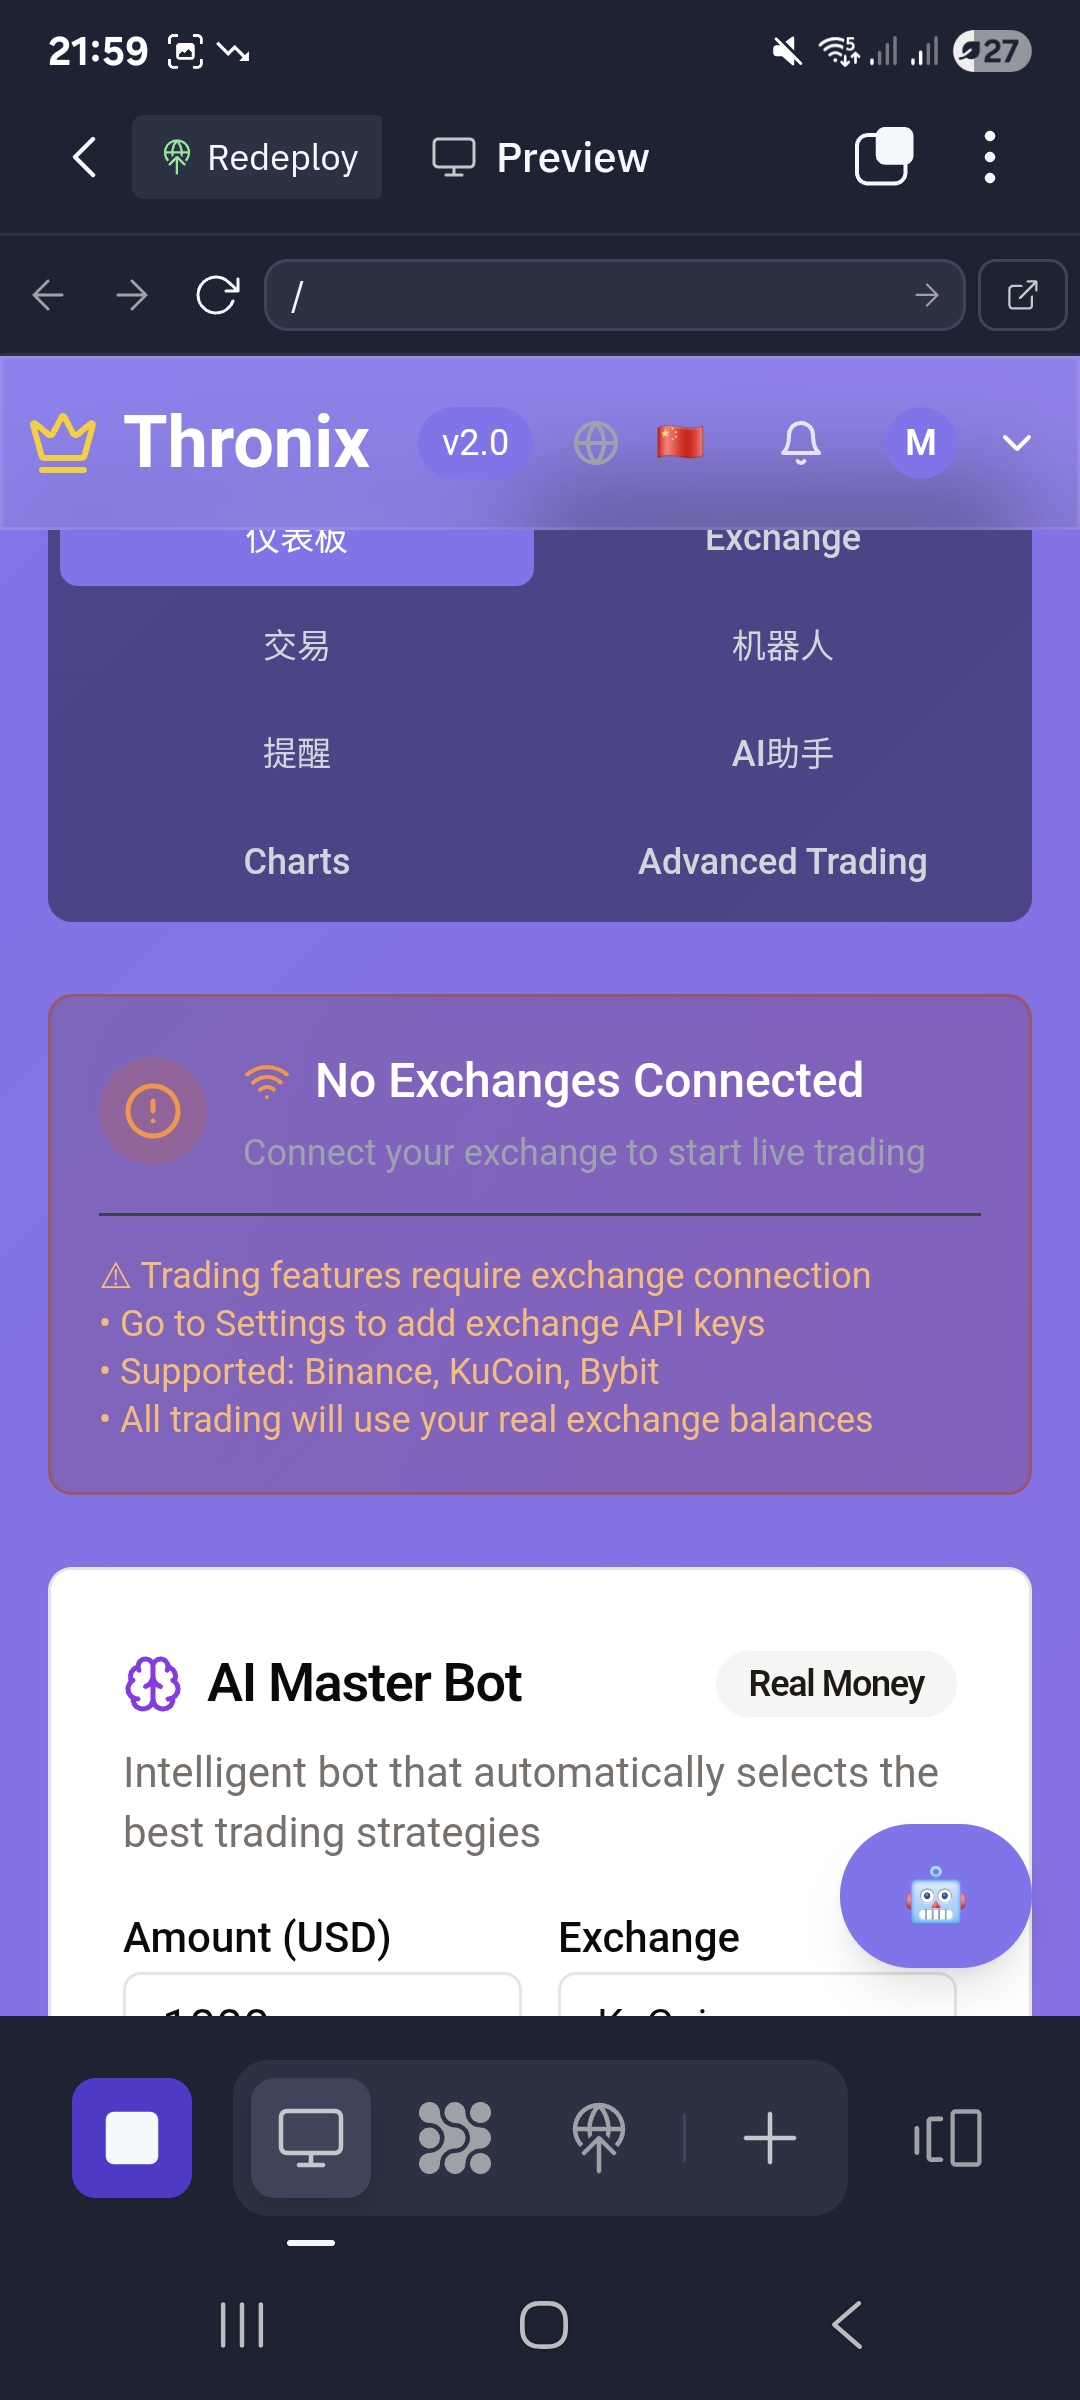 21:59
5
27
Redeploy
Preview
/
Thronix
v2.0
M
仪表板
Exchange
交易
机器人
提醒
AI助手
Charts
Advanced Trading
No Exchanges Connected
Connect your exchange to start live trading
⚠ Trading features require exchange connection
• Go to Settings to add exchange API keys
• Supported: Binance, KuCoin, Bybit
• All trading will use your real exchange balances
AI Master Bot
Real Money
Intelligent bot that automatically selects the
best trading strategies
Amount (USD)
Exchange